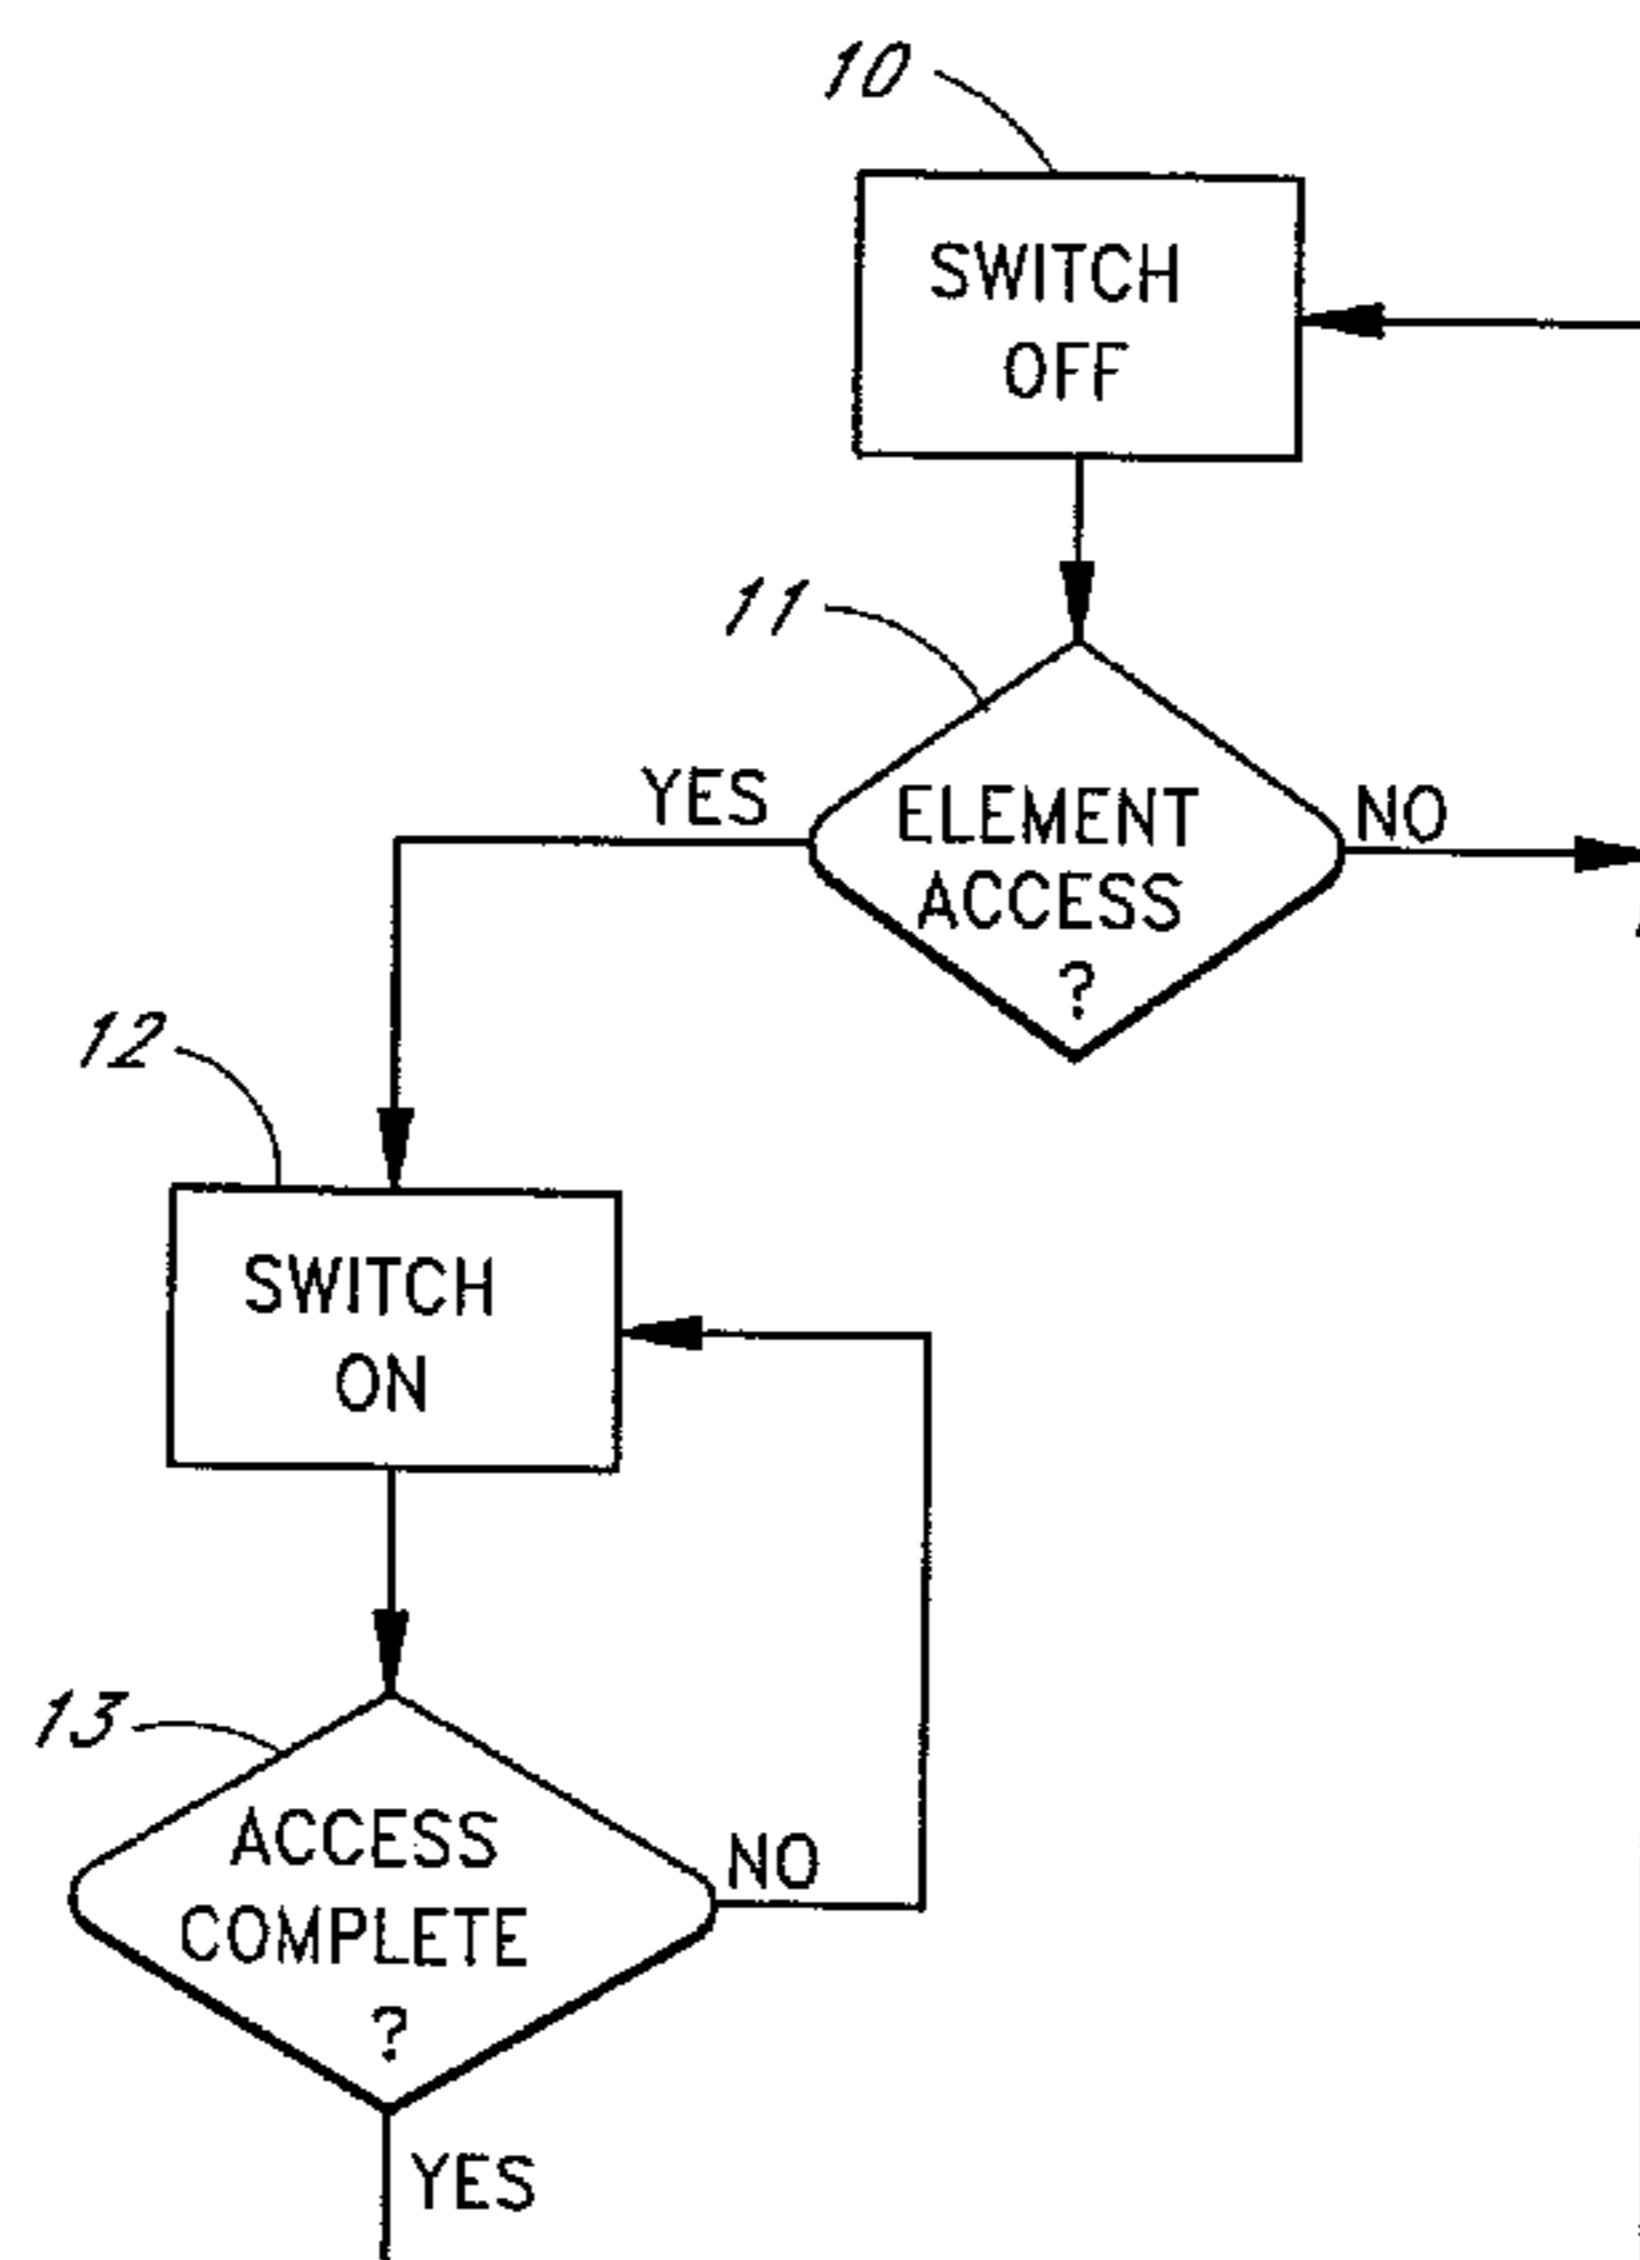 10
SWITCH
OFF
11
YES
ELEMENT
ACCESS
?
NO
12
SWITCH
ON
13
ACCESS
COMPLETE
?
NO
YES